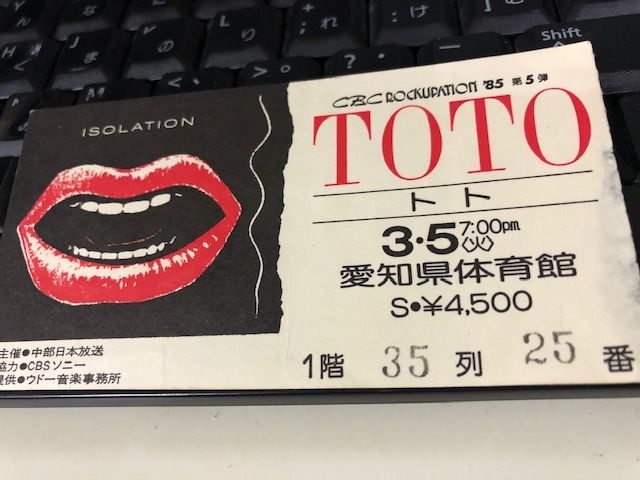 ISOLATION
CBC ROCKUPATION '85 第5弾
TOTO
トト
3・5 7:00pm
〈火〉
愛知県体育館
S●¥4,500
1階 35 列 25 番
主催●中部日本放送
協力●CBSソニー
提供●ウドー音楽事務所
Shift